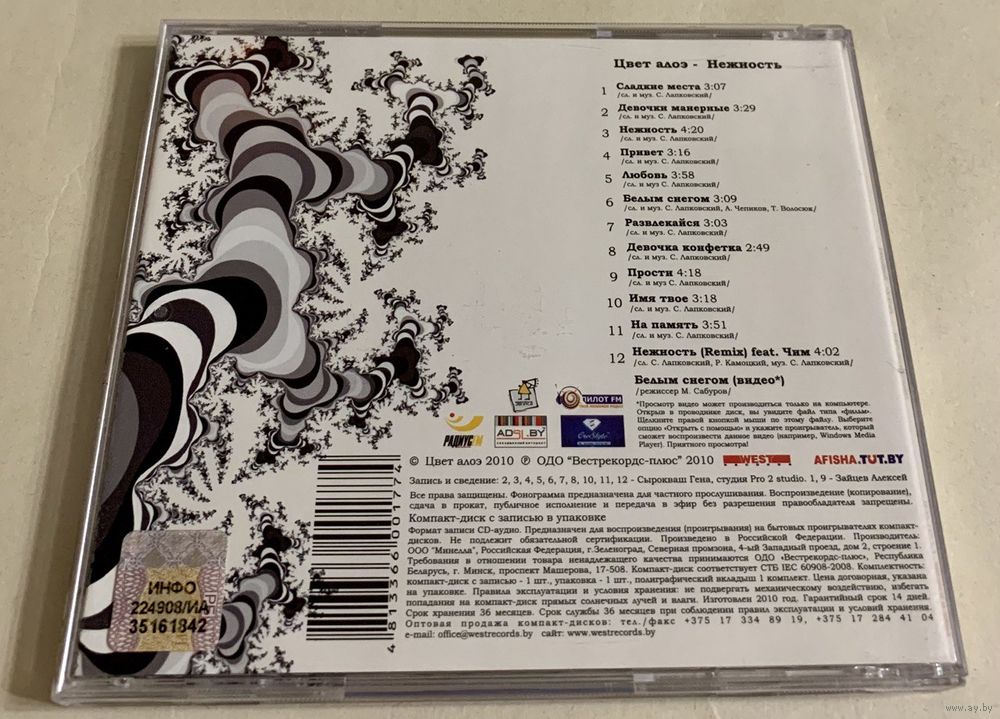 Цвет алоэ - Нежность
1 Сладкие места 3:07
/сл. и муз. С. Лапковский/
2 Девочки манерные 3:29
/сл. и муз. С. Лапковский/
3 Нежность 4:20
/сл. и муз. С. Лапковский/
4 Привет 3:16
/сл. и муз. С. Лапковский/
5 Любовь 3:58
/сл. и муз С. Лапковский/
6 Белым снегом 3:09
/сл. и муз. С. Лапковский, А. Чепиков, Т. Волосюк/
7 Развлекайся 3:03
/сл. и муз. С. Лапковский/
8 Девочка конфетка 2:49
/сл. и муз. С. Лапковский/
9 Прости 4:18
/сл. и муз. С. Лапковский/
10 Имя твое 3:18
/сл. и муз. С. Лапковский/
11 На память 3:51
/сл. и муз. С. Лапковский/
12 Нежность (Remix) feat. Чим 4:02
/сл. С. Лапковский, Р. Камоцкий, муз. С. Лапковский/
Белым снегом (видео*)
/режиссер М. Сабуров/
*Просмотр видео может производиться только на компьютере.
Открыв в проводнике диск, вы увидите файл типа «фильм».
Щелкните правой кнопкой мыши по этому файлу. Выберите
опцию «Открыть с помощью» и укажите проигрыватель, который
сможет воспроизвести данное видео (например, Windows Media
Player). Приятного просмотра!
ПИЛОТ FM
РАДИУС FM
AD91.BY
© Цвет алоэ 2010 ℗ ОДО "Вестрекордс-плюс" 2010
WEST
AFISHA.TUT.BY
Запись и сведение: 2, 3, 4, 5, 6, 7, 8, 10, 11, 12 - Сырокваш Гена, студия Pro 2 studio. 1, 9 - Зайцев Алексей
Все права защищены. Фонограмма предназначена для частного прослушивания. Воспроизведение (копирование),
сдача в прокат, публичное исполнение и передача в эфир без разрешения правообладателя запрещены.
Компакт-диск с записью в упаковке
Формат записи CD-аудио. Предназначен для воспроизведения (проигрывания) на бытовых проигрывателях компакт-
дисков. Не подлежит обязательной сертификации. Произведено в Российской Федерации. Производитель:
ООО "Минелла", Российская Федерация, г.Зеленоград, Северная промзона, 4-ый Западный проезд, дом 2, строение 1.
Требования в отношении товара ненадлежащего качества принимаются ОДО «Вестрекордс-плюс», Республика
Беларусь, г. Минск, проспект Машерова, 17-508. Компакт-диск соответствует СТБ IEC 60908-2008. Комплектность:
компакт-диск с записью - 1 шт., упаковка - 1 шт., полиграфический вкладыш 1 комплект. Цена договорная, указана
на упаковке. Правила эксплуатации и условия хранения: не подвергать механическому воздействию, избегать
попадания на компакт-диск прямых солнечных лучей и влаги. Изготовлен 2010 год. Гарантийный срок 14 дней.
Срок хранения 36 месяцев. Срок службы 36 месяцев при соблюдении правил эксплуатации и условий хранения.
Оптовая продажа компакт-дисков: тел./факс +375 17 334 89 19, +375 17 284 41 04
e-mail: office@westrecords.by сайт: www.westrecords.by
4 813361 001774
ИНФО
224908/ИА
35161342
www.ay.by